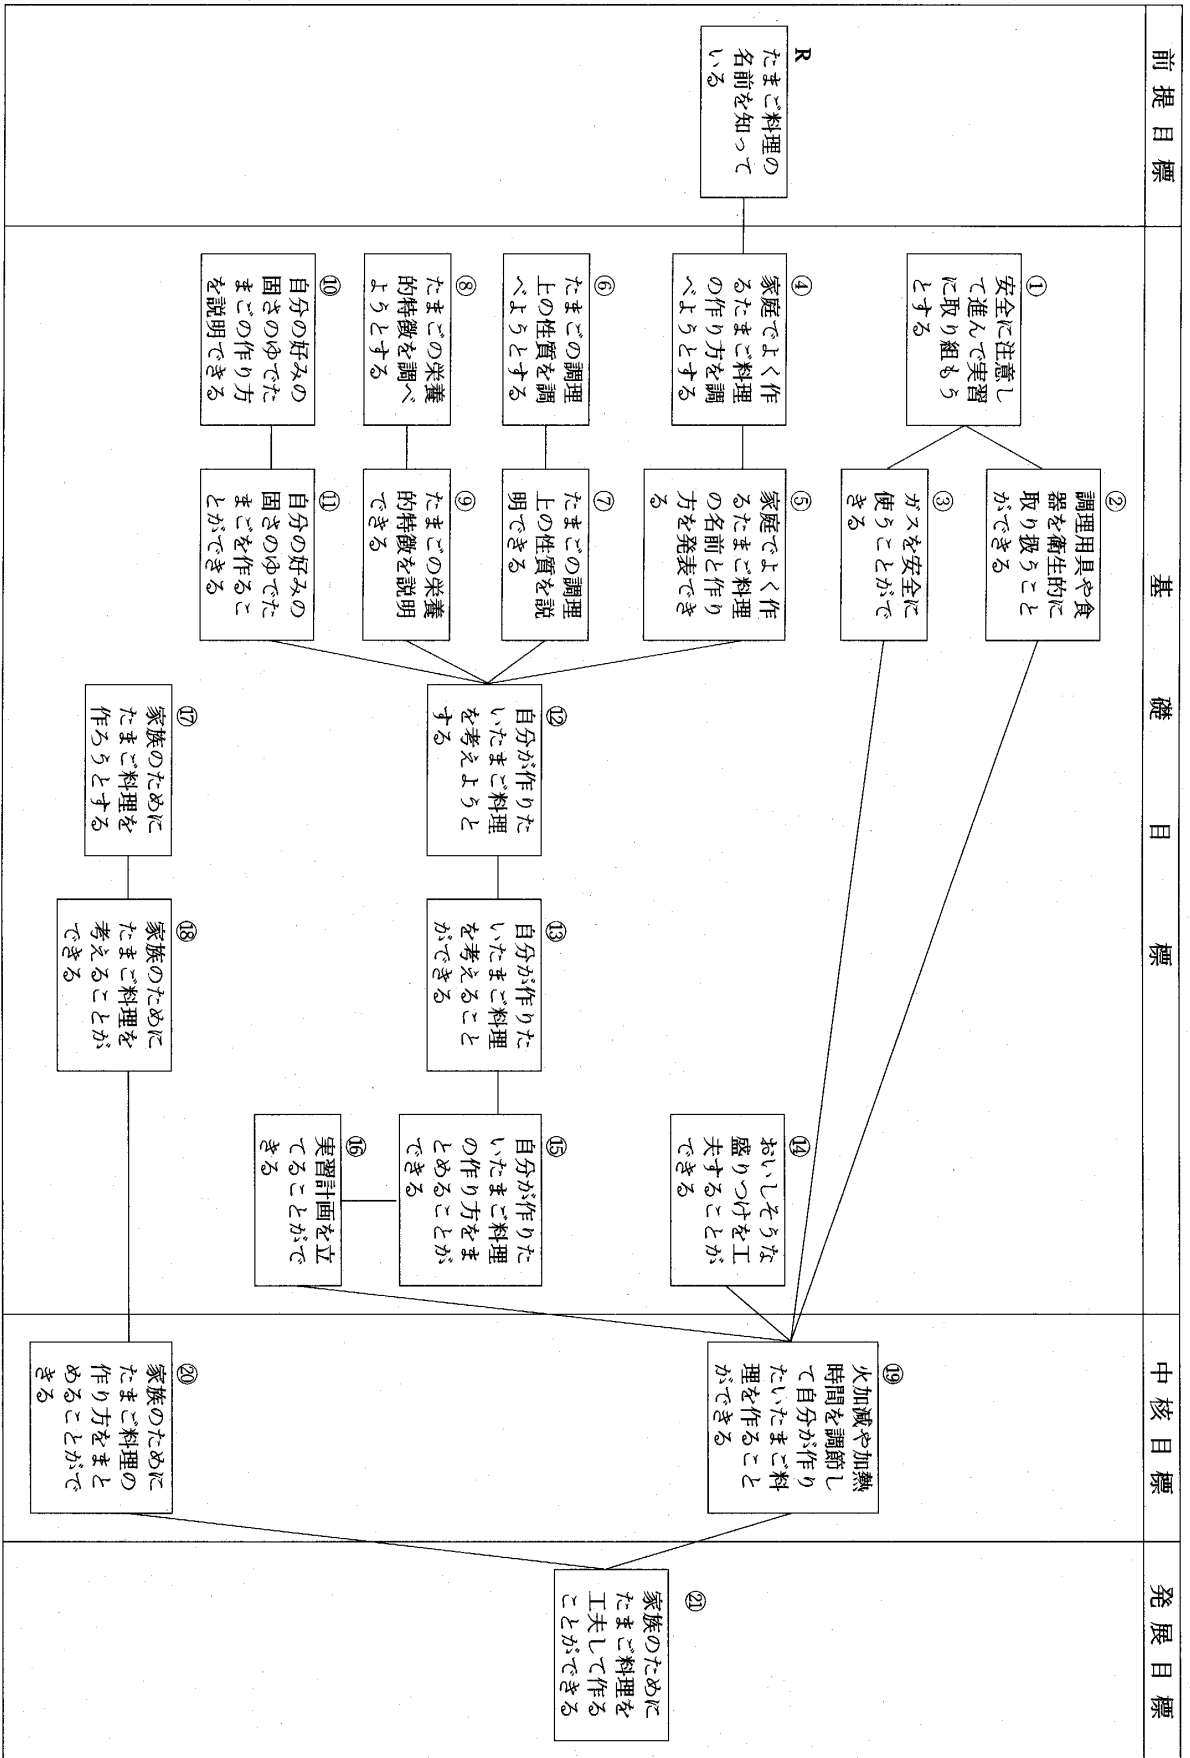 前提目標
基礎目標
中核目標
発展目標
R
たまご料理の
名前を知って
いる
①
安全に注意し
て進んで実習
に取り組もう
とする
②
調理用具や食
器を衛生的に
取り扱うこと
ができる
③
ガスを安全に
使うことがで
きる
④
家庭でよく作
るたまご料理
の作り方を調
べようとする
⑤
家庭でよく作
るたまご料理
の名前と作り
方を発表でき
る
⑥
たまごの調理
上の性質を調
べようとする
⑦
たまごの調理
上の性質を説
明できる
⑧
たまごの栄養
的特徴を調べ
ようとする
⑨
たまごの栄養
的特徴を説明
できる
⑩
自分の好みの
固さのゆでた
まごの作り方
を説明できる
⑪
自分の好みの
固さのゆでた
まごを作るこ
とができる
⑫
自分が作りた
いたまご料理
を考えようと
する
⑬
自分が作りた
いたまご料理
を考えること
ができる
⑭
おいしそうな
盛りつけを工
夫することが
できる
⑮
自分が作りた
いたまご料理
の作り方をま
とめることが
できる
⑯
実習計画を立
てることがで
きる
⑰
家族のために
たまご料理を
作ろうとする
⑱
家族のために
たまご料理を
考えることが
できる
⑲
火加減や加熱
時間を調節し
て自分が作り
たいたまご料
理を作ること
ができる
⑳
家族のために
たまご料理の
作り方をまと
めることがで
きる
㉑
家族のために
たまご料理を
工夫して作る
ことができる